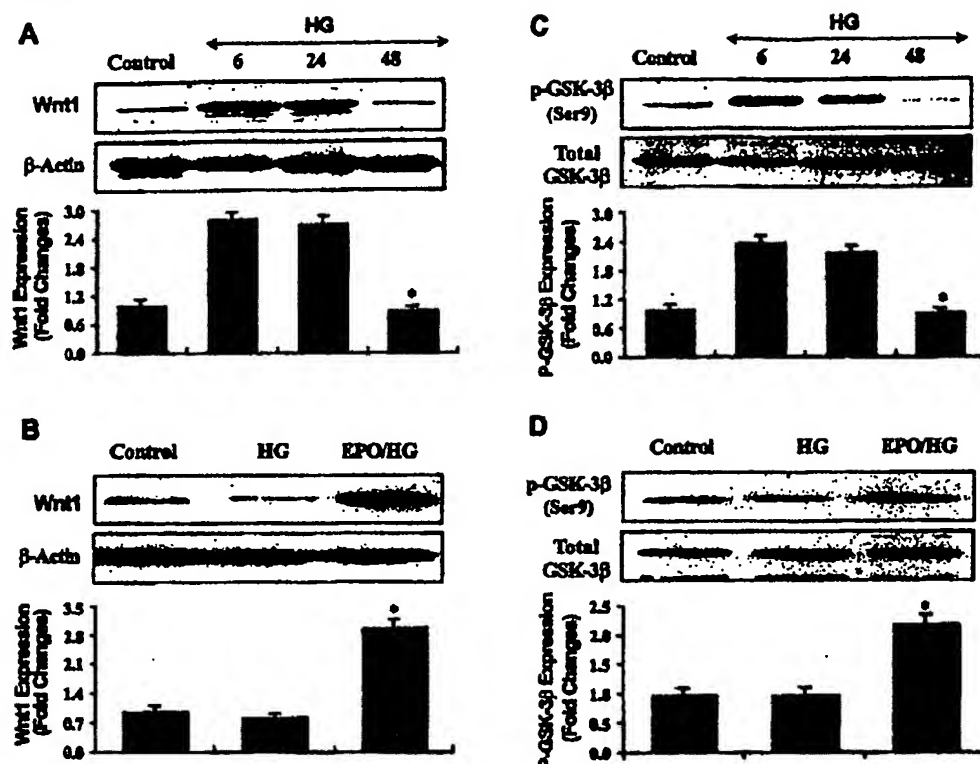 A
HG
Control 6 24 48
Wnt1
β-Actin
Wnt1 Expression
(Fold Changes)
3.0
2.4
1.8
1.2
0.6
0.0
*
C
HG
Control 6 24 48
p-GSK-3β
(Ser9)
Total
GSK-3β
P-GSK-3β Expression
(Fold Changes)
3.0
2.4
1.8
1.2
0.6
0.0
*
B
Control HG EPO/HG
Wnt1
β-Actin
Wnt1 Expression
(Fold Changes)
3.5
2.8
2.1
1.4
0.7
0.0
*
D
Control HG EPO/HG
p-GSK-3β
(Ser9)
Total
GSK-3β
P-GSK-3β Expression
(Fold Changes)
2.5
2.0
1.5
1.0
0.5
0.0
*